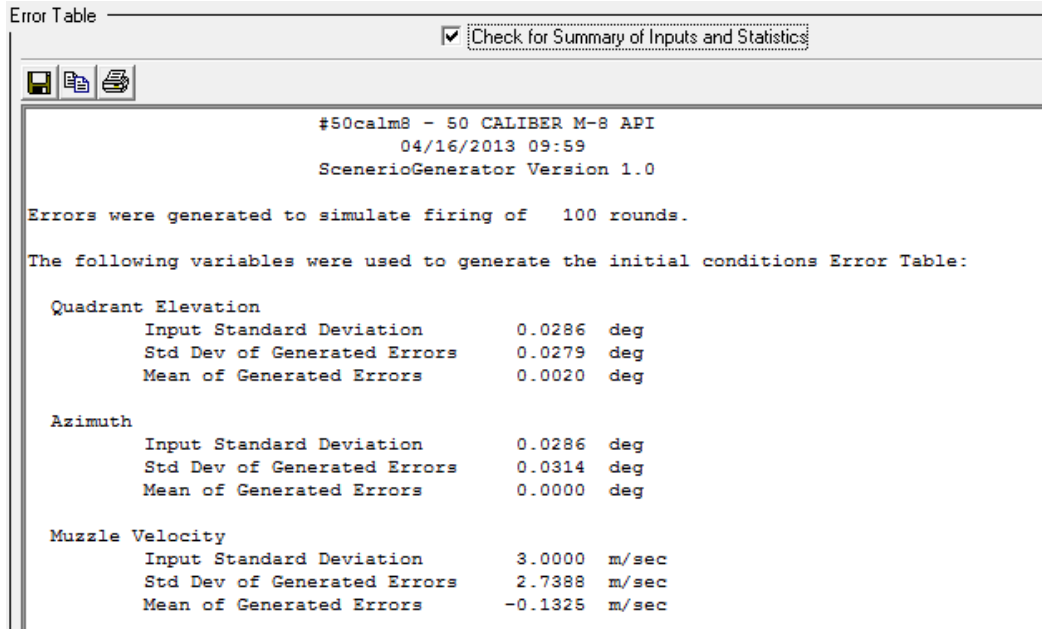 Error Table
Check for Summary of Inputs and Statistics
#50calm8 - 50 CALIBER M-8 API
04/16/2013 09:59
ScenerioGenerator Version 1.0
Errors were generated to simulate firing of 100 rounds.
The following variables were used to generate the initial conditions Error Table:
Quadrant Elevation
Input Standard Deviation 0.0286 deg
Std Dev of Generated Errors 0.0279 deg
Mean of Generated Errors 0.0020 deg
Azimuth
Input Standard Deviation 0.0286 deg
Std Dev of Generated Errors 0.0314 deg
Mean of Generated Errors 0.0000 deg
Muzzle Velocity
Input Standard Deviation 3.0000 m/sec
Std Dev of Generated Errors 2.7388 m/sec
Mean of Generated Errors -0.1325 m/sec